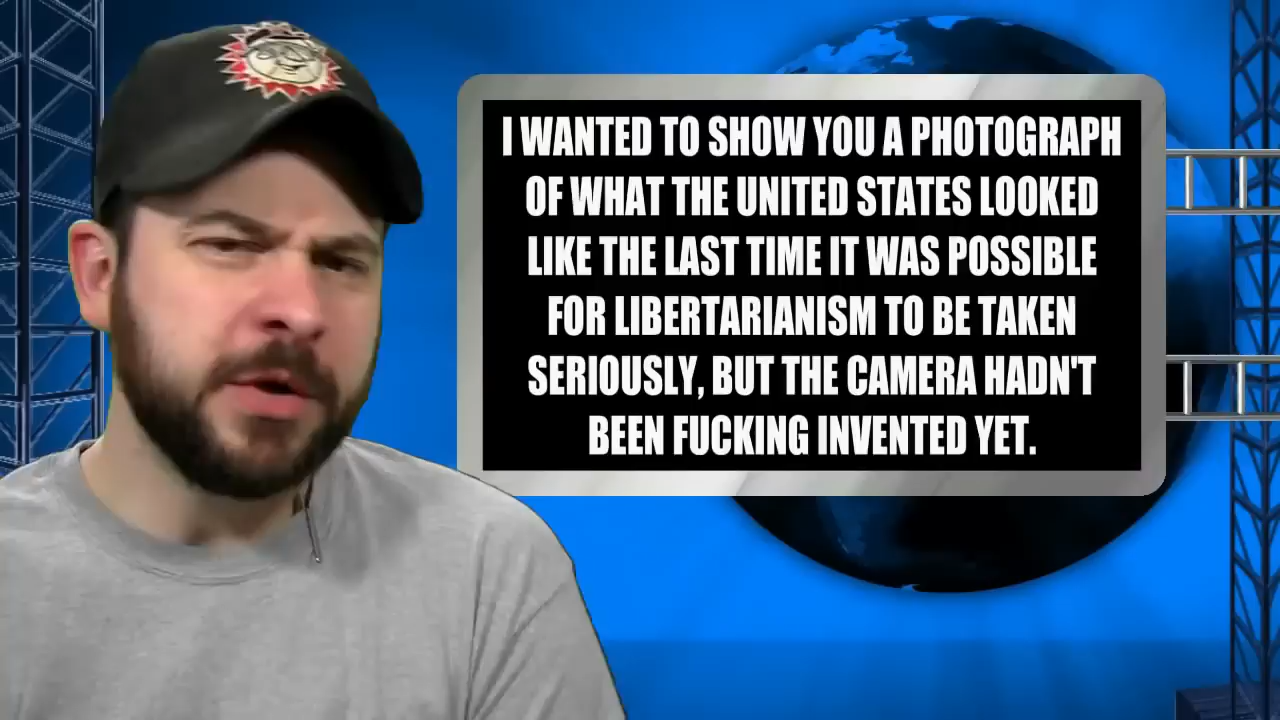 I WANTED TO SHOW YOU A PHOTOGRAPH
OF WHAT THE UNITED STATES LOOKED
LIKE THE LAST TIME IT WAS POSSIBLE
FOR LIBERTARIANISM TO BE TAKEN
SERIOUSLY, BUT THE CAMERA HADN'T
BEEN FUCKING INVENTED YET.